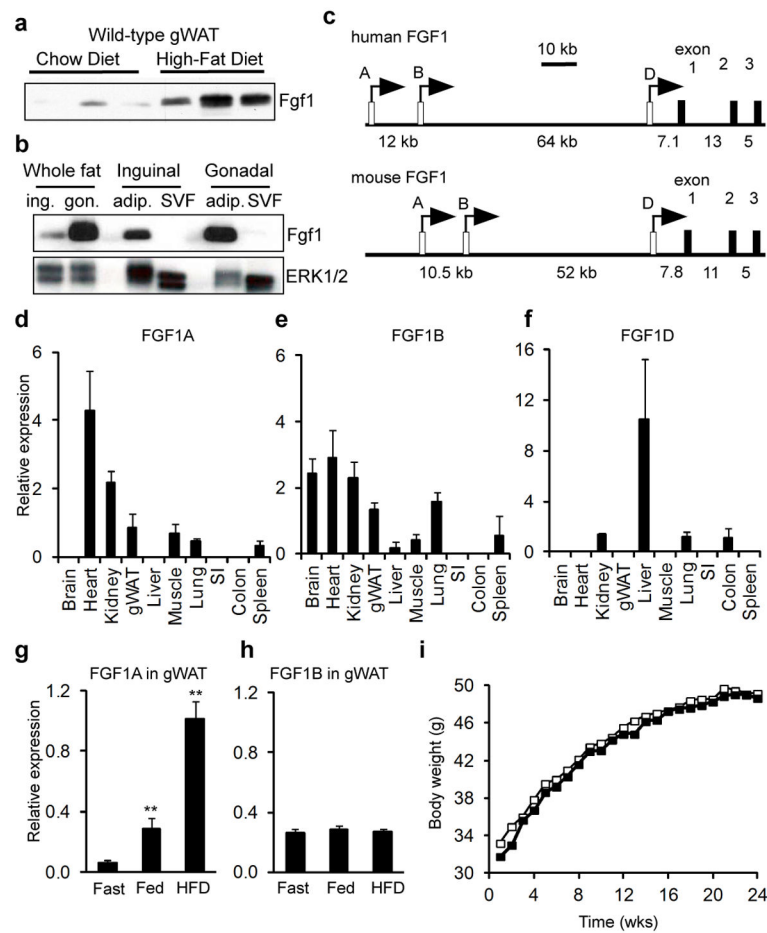 a
Wild-type gWAT
Chow Diet High-Fat Diet
Fgf1
b
Whole fat Inguinal Gonadal
ing. gon. adip. SVF adip. SVF
Fgf1
ERK1/2
c
human FGF1
10 kb
exon
A B D 1 2 3
12 kb 64 kb 7.1 13 5
mouse FGF1
exon
A B D 1 2 3
10.5 kb 52 kb 7.8 11 5
d
FGF1A
Relative expression
6
4
2
0
Brain
Heart
Kidney
gWAT
Liver
Muscle
Lung
SI
Colon
Spleen
e
FGF1B
6
4
2
0
Brain
Heart
Kidney
gWAT
Liver
Muscle
Lung
SI
Colon
Spleen
f
FGF1D
16
12
8
4
0
Brain
Heart
Kidney
gWAT
Liver
Muscle
Lung
SI
Colon
Spleen
g
FGF1A in gWAT
Relative expression
1.2
0.8
0.4
0.0
**
**
Fast Fed HFD
h
FGF1B in gWAT
1.2
0.8
0.4
0.0
Fast Fed HFD
i
Body weight (g)
50
46
42
38
34
30
0 4 8 12 16 20 24
Time (wks)